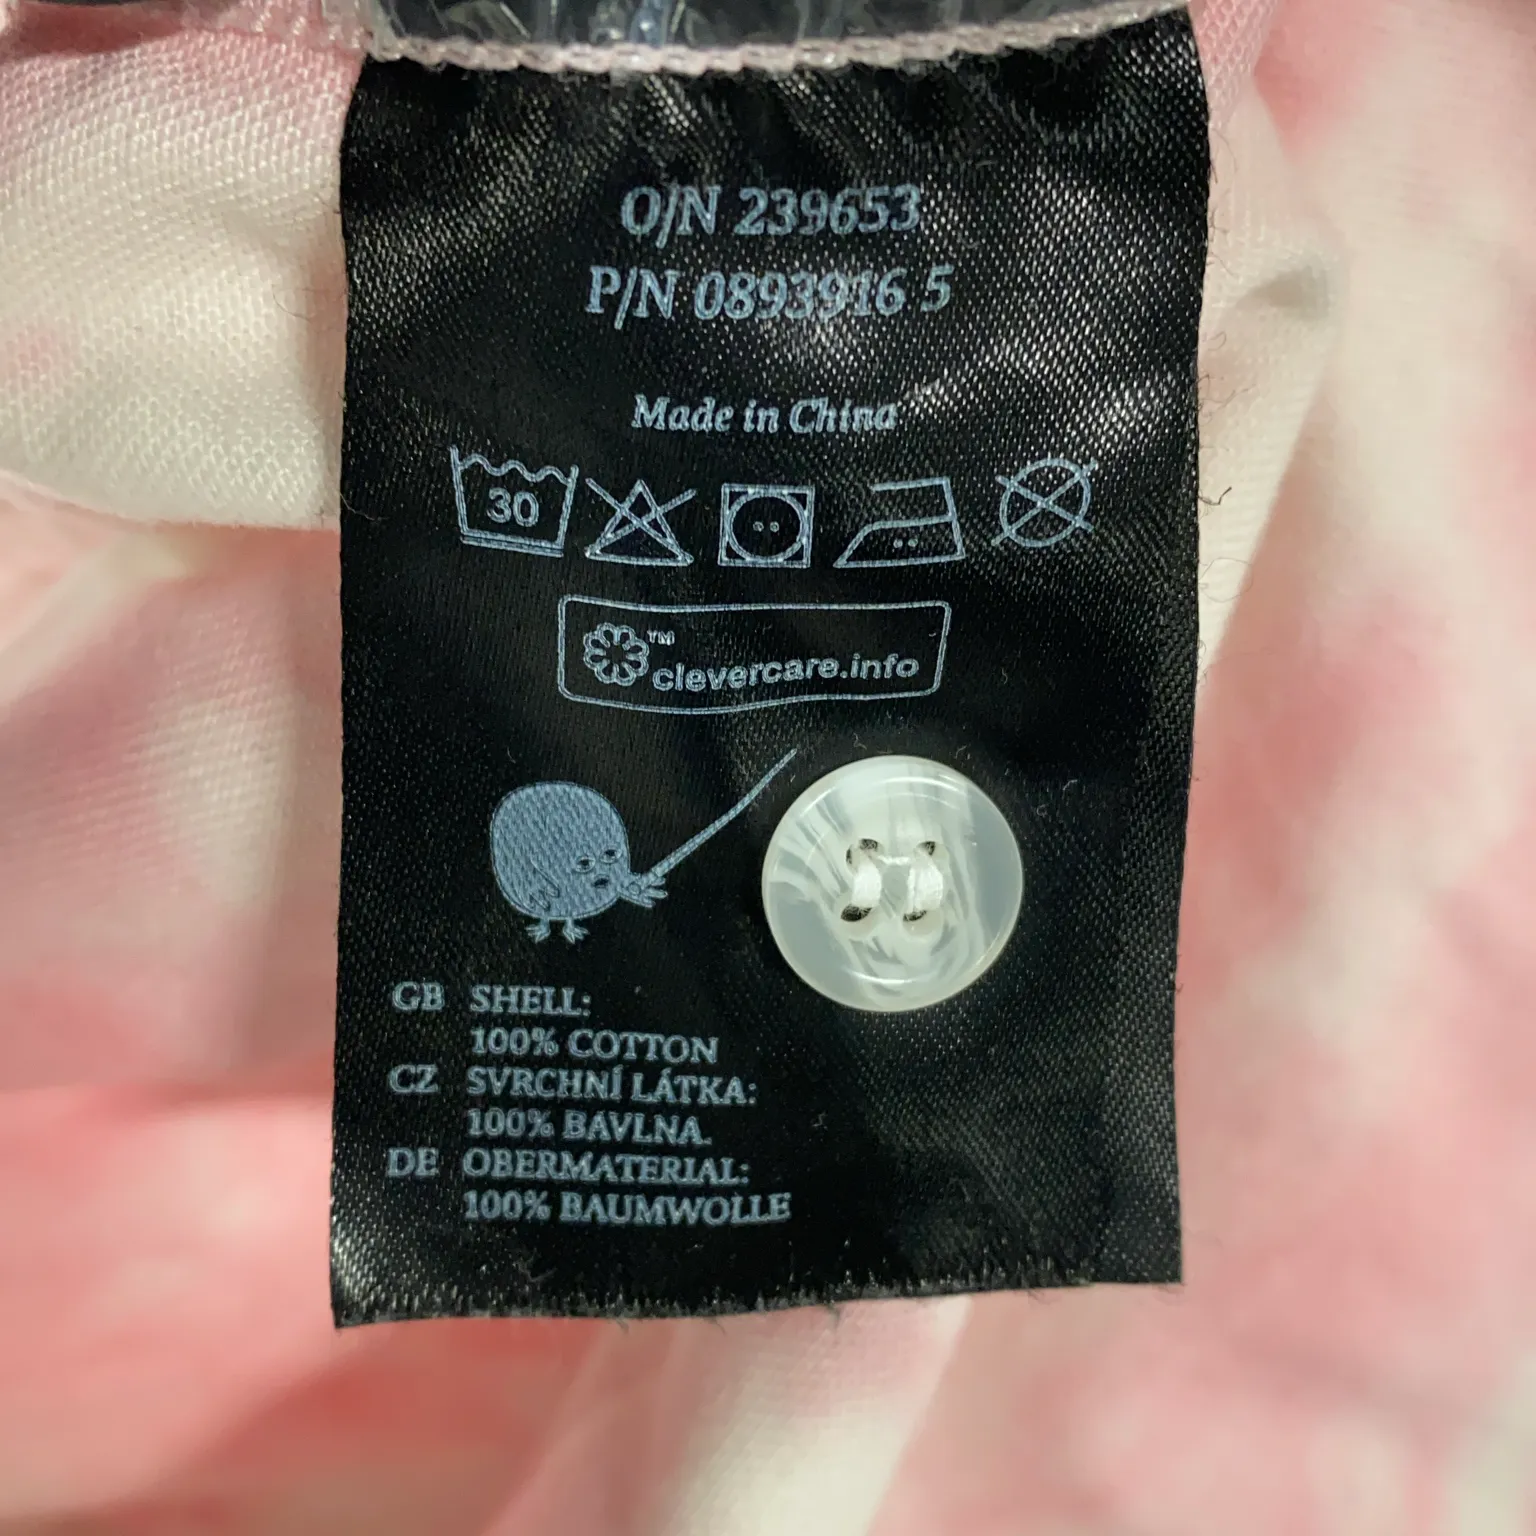 O/N 239653
P/N 0893916 5
Made in China
30
™
clevercare.info
GB SHELL:
100% COTTON
CZ SVRCHNÍ LÁTKA:
100% BAVLNA.
DE OBERMATERIAL:
100% BAUMWOLLE